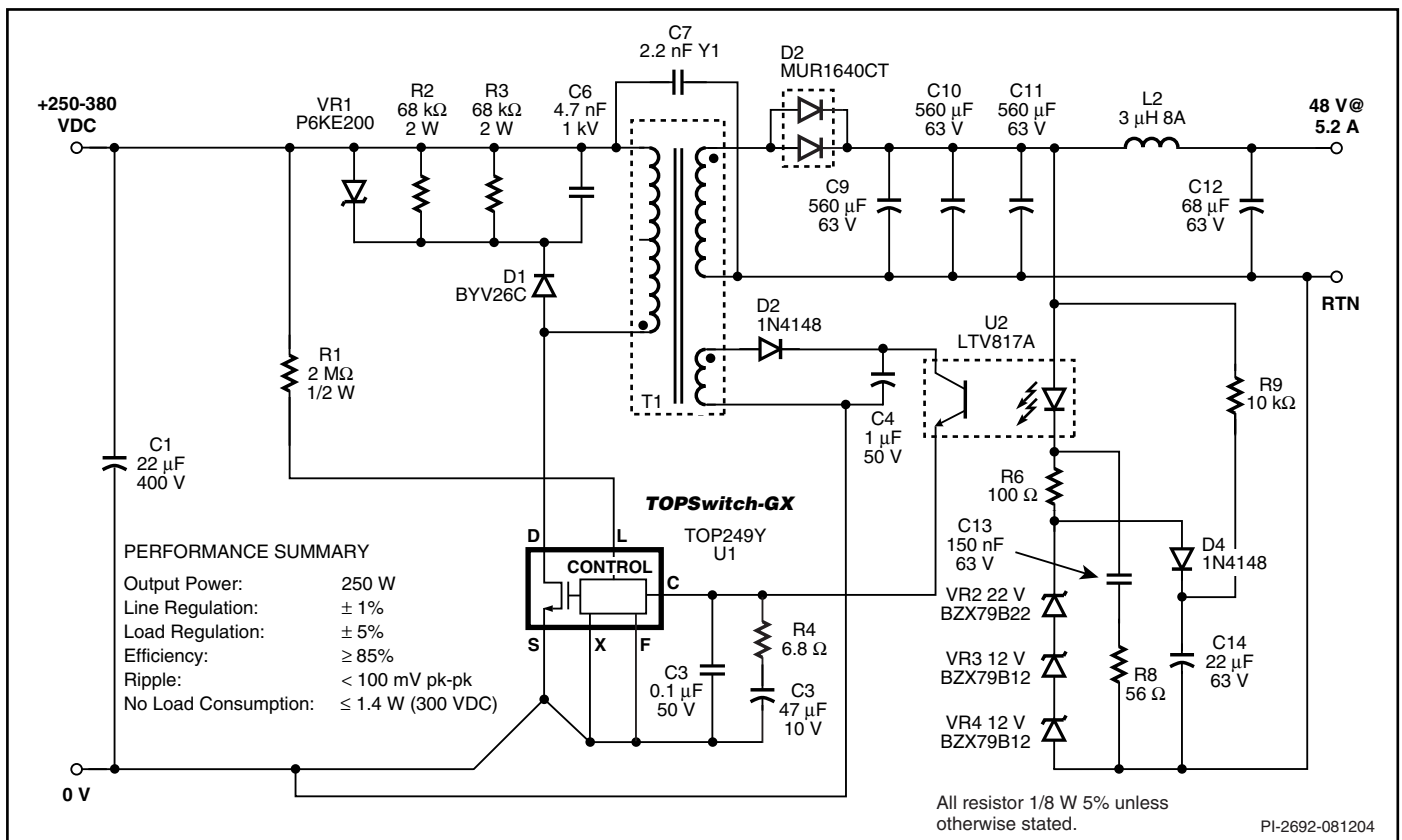 C7
2.2 nF Y1
D2
MUR1640CT
+250-380
VDC
VR1
P6KE200
R2
68 kΩ
2 W
R3
68 kΩ
2 W
C6
4.7 nF
1 kV
C10
560 µF
63 V
C11
560 µF
63 V
L2
3 µH 8A
48 V@
5.2 A
C9
560 µF
63 V
C12
68 µF
63 V
D1
BYV26C
RTN
D2
1N4148
U2
LTV817A
R1
2 MΩ
1/2 W
T1
C4
1 µF
50 V
R9
10 kΩ
C1
22 µF
400 V
R6
100 Ω
TOPSwitch-GX
TOP249Y
U1
D
L
CONTROL
C
S
X
F
C13
150 nF
63 V
D4
1N4148
VR2 22 V
BZX79B22
R4
6.8 Ω
C3
0.1 µF
50 V
C3
47 µF
10 V
VR3 12 V
BZX79B12
R8
56 Ω
C14
22 µF
63 V
VR4 12 V
BZX79B12
PERFORMANCE SUMMARY
Output Power: 250 W
Line Regulation: ± 1%
Load Regulation: ± 5%
Efficiency: ≥ 85%
Ripple: < 100 mV pk-pk
No Load Consumption: ≤ 1.4 W (300 VDC)
0 V
All resistor 1/8 W 5% unless
otherwise stated.
PI-2692-081204